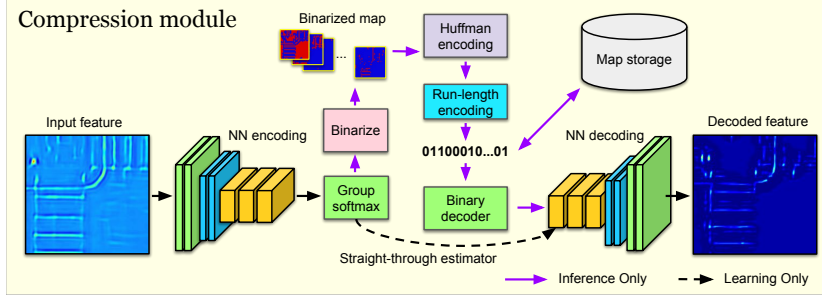 Compression module
Binarized map
...
Huffman
encoding
Map storage
Input feature
NN encoding
Binarize
Run-length
encoding
NN decoding
Decoded feature
01100010...01
Group
softmax
Binary
decoder
Straight-through estimator
Inference Only
Learning Only